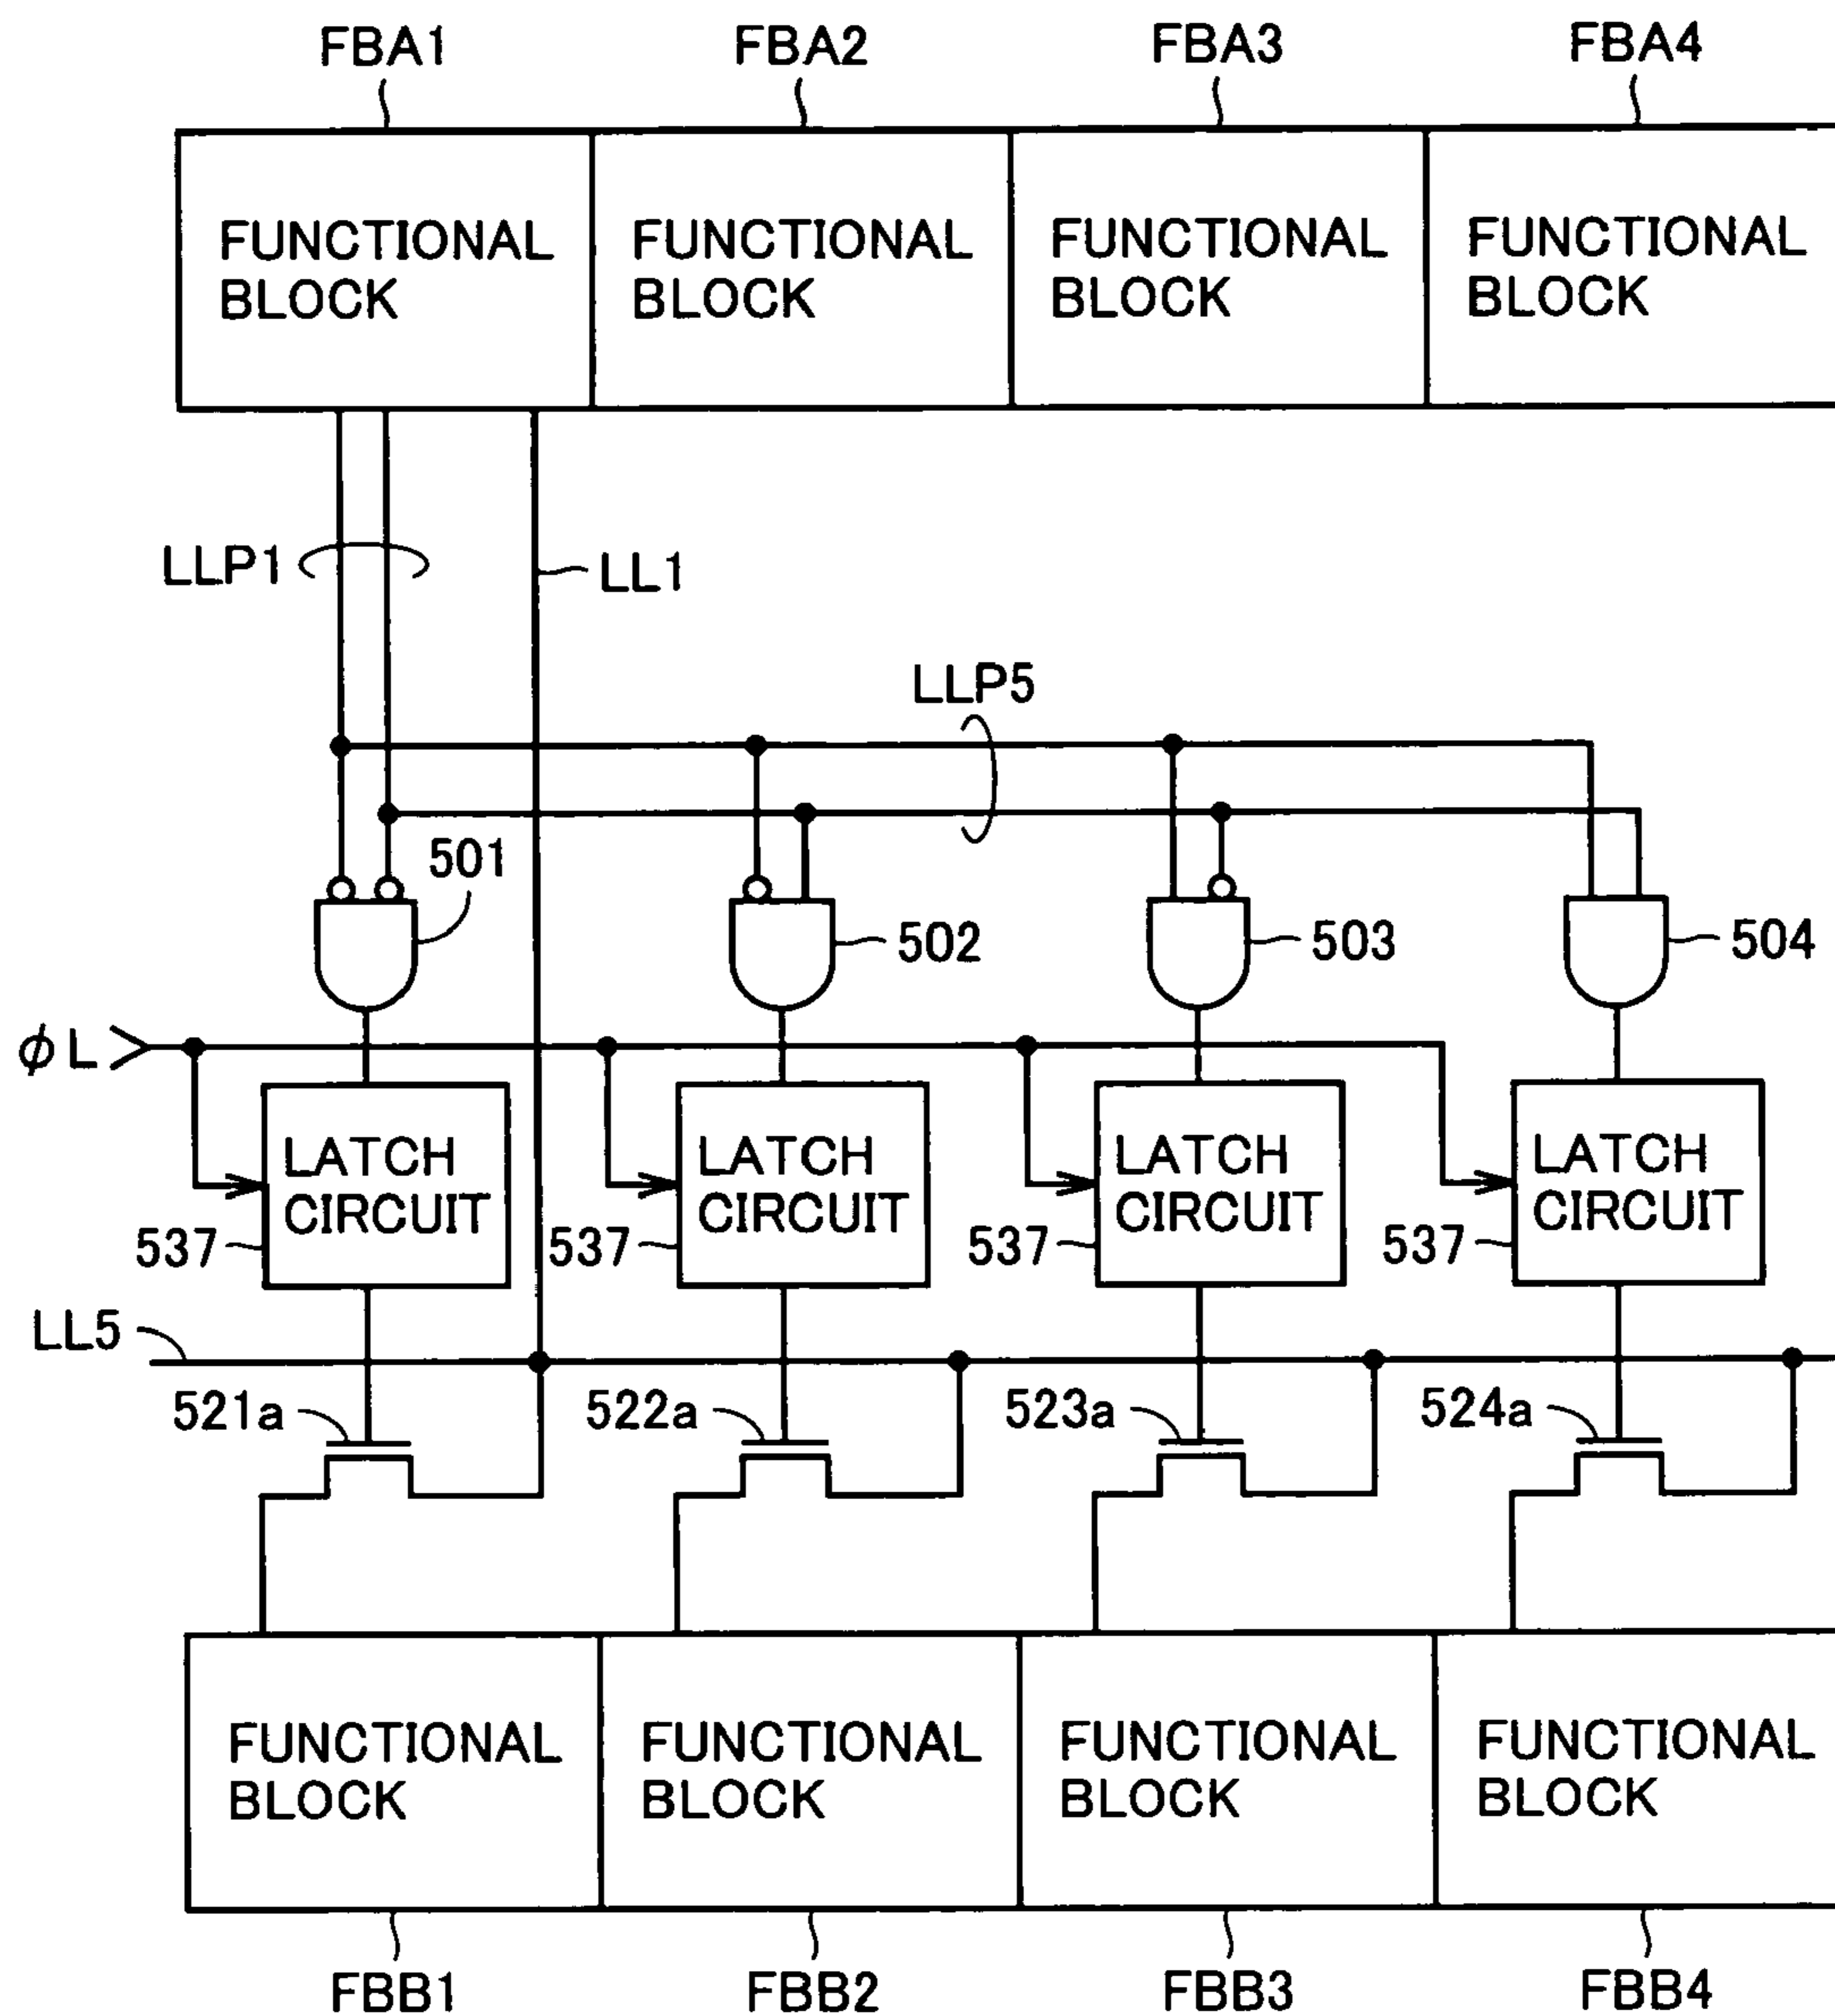 FBA1 FBA2 FBA3 FBA4
FUNCTIONAL BLOCK
FUNCTIONAL BLOCK
FUNCTIONAL BLOCK
FUNCTIONAL BLOCK
LLP1
LL1
LLP5
501
502
503
504
φL
LATCH CIRCUIT
LATCH CIRCUIT
LATCH CIRCUIT
LATCH CIRCUIT
537
537
537
537
LL5
521a
522a
523a
524a
FUNCTIONAL BLOCK
FUNCTIONAL BLOCK
FUNCTIONAL BLOCK
FUNCTIONAL BLOCK
FBB1 FBB2 FBB3 FBB4